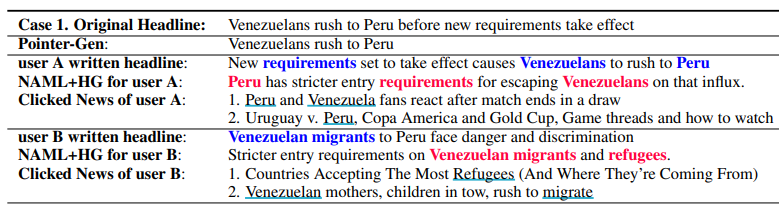 Case 1. Original Headline: Venezuelans rush to Peru before new requirements take effect
Pointer-Gen: Venezuelans rush to Peru
user A written headline: New requirements set to take effect causes Venezuelans to rush to Peru
NAML+HG for user A: Peru has stricter entry requirements for escaping Venezuelans on that influx.
Clicked News of user A: 1. Peru and Venezuela fans react after match ends in a draw
2. Uruguay v. Peru, Copa America and Gold Cup, Game threads and how to watch
user B written headline: Venezuelan migrants to Peru face danger and discrimination
NAML+HG for user B: Stricter entry requirements on Venezuelan migrants and refugees.
Clicked News of user B: 1. Countries Accepting The Most Refugees (And Where They're Coming From)
2. Venezuelan mothers, children in tow, rush to migrate